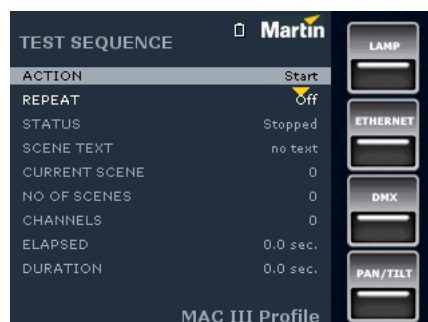 TEST SEQUENCE
Martin
ACTION Start
REPEAT Off
STATUS Stopped
SCENE TEXT no text
CURRENT SCENE 0
NO OF SCENES 0
CHANNELS 0
ELAPSED 0.0 sec.
DURATION 0.0 sec.
MAC III Profile
LAMP
ETHERNET
DMX
PAN/TILT